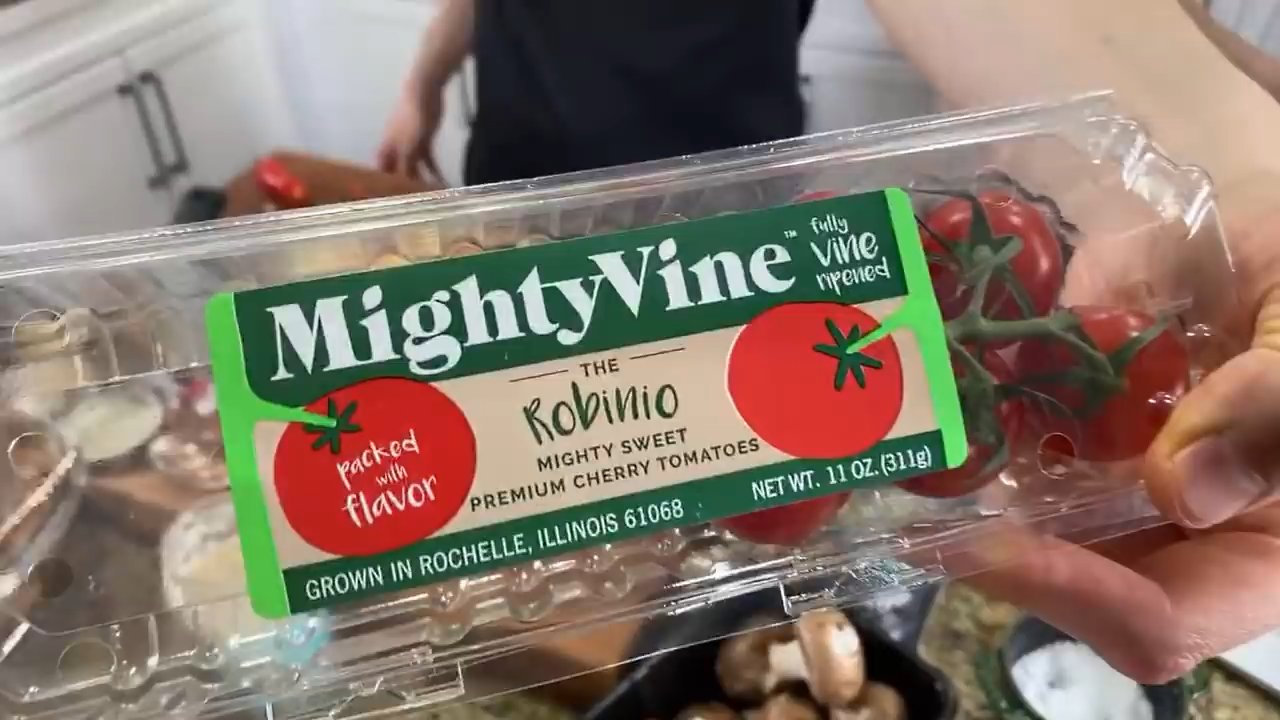 MightyVine™
fully
vine
ripened
THE
Robinio
MIGHTY SWEET
PREMIUM CHERRY TOMATOES
packed
with
flavor
GROWN IN ROCHELLE, ILLINOIS 61068
NET WT. 11 OZ. (311g)